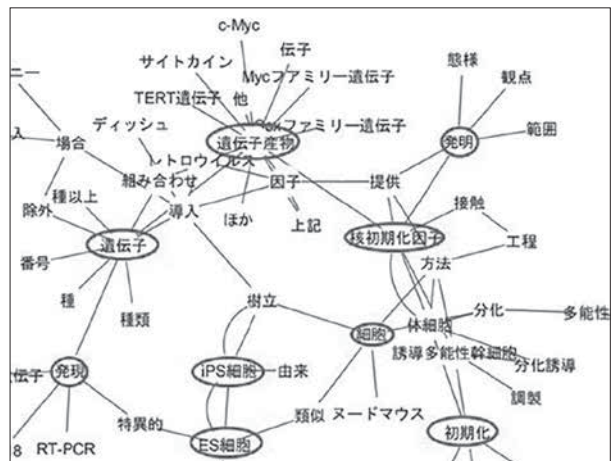 c-Myc
伝子
態様
サイトカイン
Mycファミリー遺伝子
観点
TERT遺伝子
他
ディッシュ
ファミリー遺伝子
範囲
場合
遺伝子産物
発明
レトロウイルス
組み合わせ
因子
提供
種以上
除外
導入
ほか
上記
接触
遺伝子
核初期化因子
工程
番号
方法
種
種類
樹立
細胞
体細胞
分化
多能性
誘導多能性幹細胞
分化誘導
発現
iPS細胞
由来
調製
特異的
類似
ヌードマウス
初期化
ES細胞
8
RT-PCR